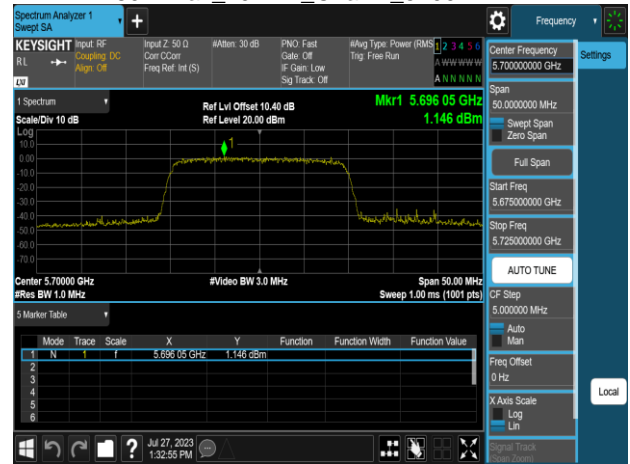 Spectrum Analyzer 1
Swept SA
Frequency
KEYSIGHT
Input: RF
Input Z: 50 Ω
#Atten: 30 dB
PNO: Fast
#Avg Type: Power (RMS
1 2 3 4 5 6
RL
Coupling: DC
Corr CCorr
Gate: Off
Trig: Free Run
A W W W W W
Align: Off
Freq Ref: Int (S)
IF Gain: Low
Sig Track: Off
A N N N N N
LXI
Center Frequency
5.700000000 GHz
Settings
Span
50.0000000 MHz
Swept Span
Zero Span
Full Span
Start Freq
5.675000000 GHz
Stop Freq
5.725000000 GHz
AUTO TUNE
CF Step
5.000000 MHz
Auto
Man
Freq Offset
0 Hz
X Axis Scale
Log
Lin
Local
Signal Track
(Span Zoom)
1 Spectrum
Ref Lvl Offset 10.40 dB
Mkr1 5.696 05 GHz
Scale/Div 10 dB
Ref Level 20.00 dBm
1.146 dBm
Log
10.0
0.00
-10.0
-20.0
-30.0
-40.0
-50.0
-60.0
-70.0
1
Center 5.70000 GHz
#Video BW 3.0 MHz
Span 50.00 MHz
#Res BW 1.0 MHz
Sweep 1.00 ms (1001 pts)
5 Marker Table
Mode Trace Scale X Y Function Function Width Function Value
1 N 1 f 5.696 05 GHz 1.146 dBm
2
3
4
5
6
?
Jul 27, 2023
1:32:55 PM